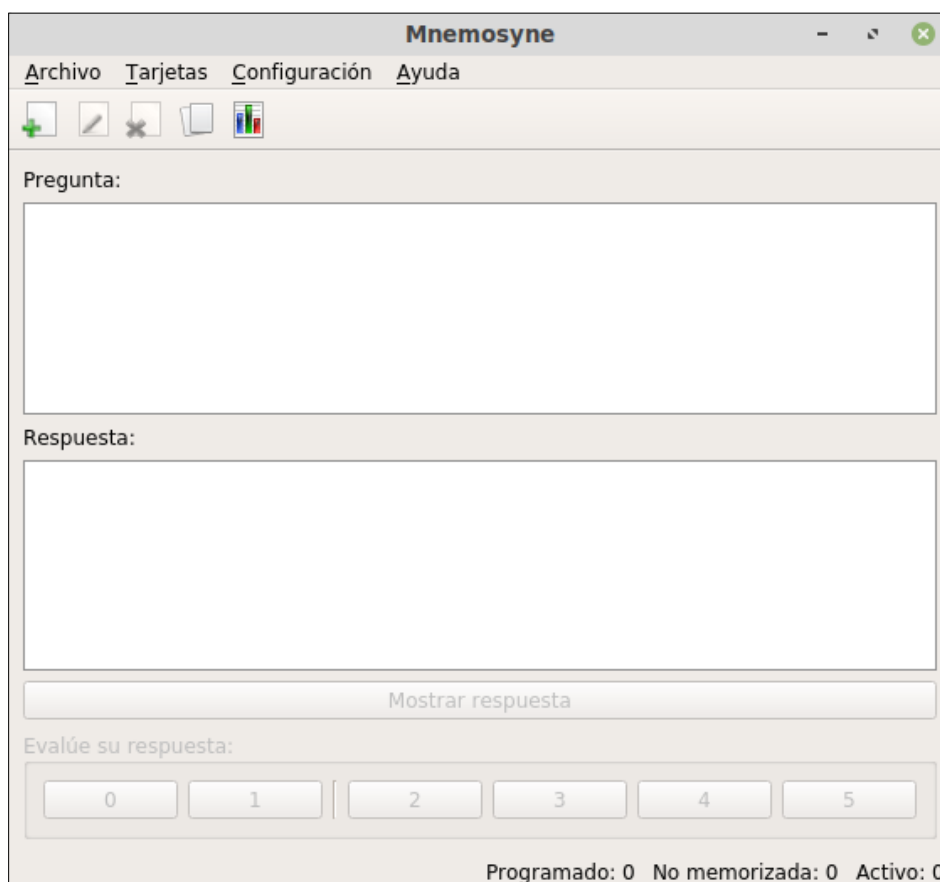 Mnemosyne
Archivo Tarjetas Configuración Ayuda
Pregunta:
Respuesta:
Mostrar respuesta
Evalúe su respuesta:
0 1 2 3 4 5
Programado: 0 No memorizada: 0 Activo: 0